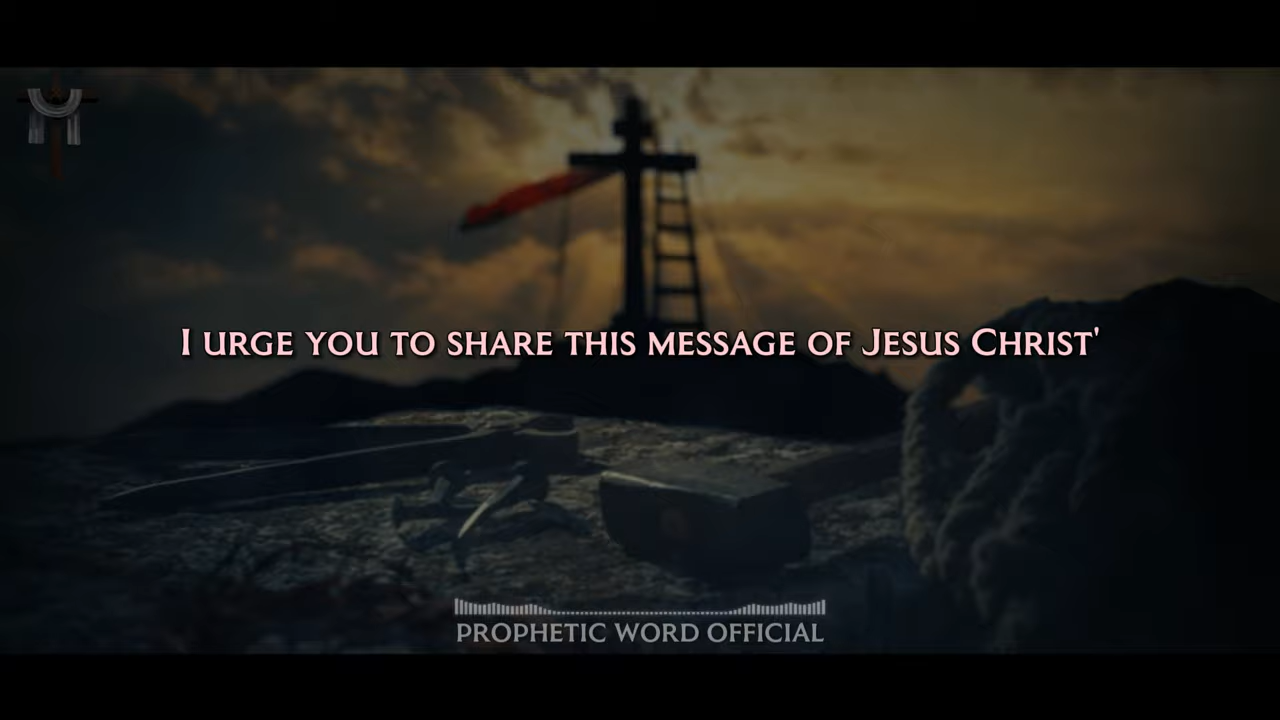 I URGE YOU TO SHARE THIS MESSAGE OF JESUS CHRIST'
PROPHETIC WORD OFFICIAL